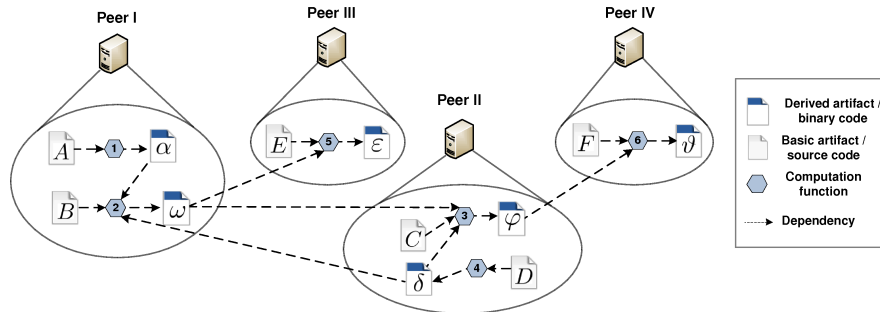 Peer I
Peer III
Peer IV
Peer II
A
1
α
B
2
ω
E
5
ε
F
6
ϑ
C
3
φ
δ
4
D
Derived artifact /
binary code
Basic artifact /
source code
Computation
function
Dependency